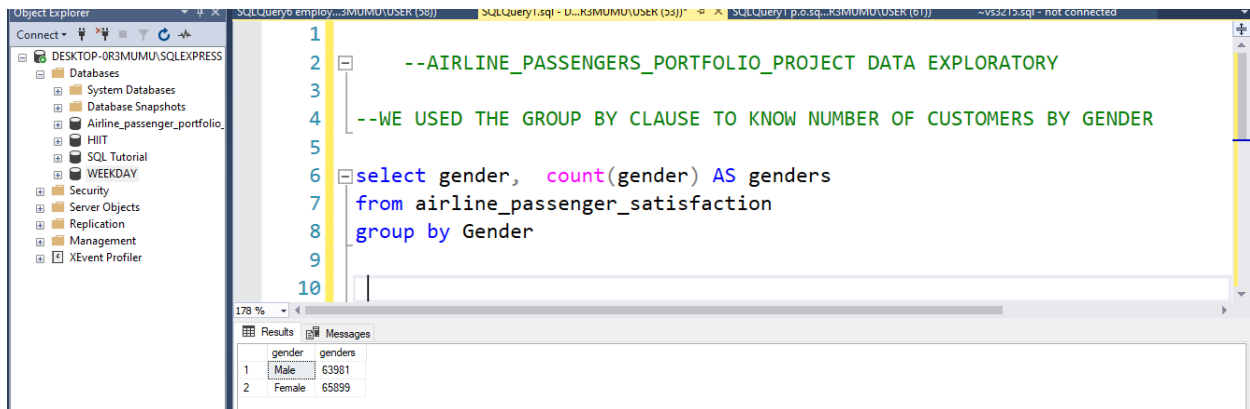 Object Explorer
SQLQuery6 employ...3MUMU\USER (58))
SQLQuery1.sql - D...R3MUMU\USER (53))*
SQLQuery1 p.o.sq...R3MUMU\USER (61))
~vs3215.sql - not connected
Connect
DESKTOP-0R3MUMU\SQLEXPRESS
Databases
System Databases
Database Snapshots
Airline_passenger_portfolio_
HIIT
SQL Tutorial
WEEKDAY
Security
Server Objects
Replication
Management
XEvent Profiler
1
2 --AIRLINE_PASSENGERS_PORTFOLIO_PROJECT DATA EXPLORATORY
3
4 --WE USED THE GROUP BY CLAUSE TO KNOW NUMBER OF CUSTOMERS BY GENDER
5
6 select gender,  count(gender) AS genders
7 from airline_passenger_satisfaction
8 group by Gender
9
10
178 %
Results Messages
gender genders
1 Male 63981
2 Female 65899